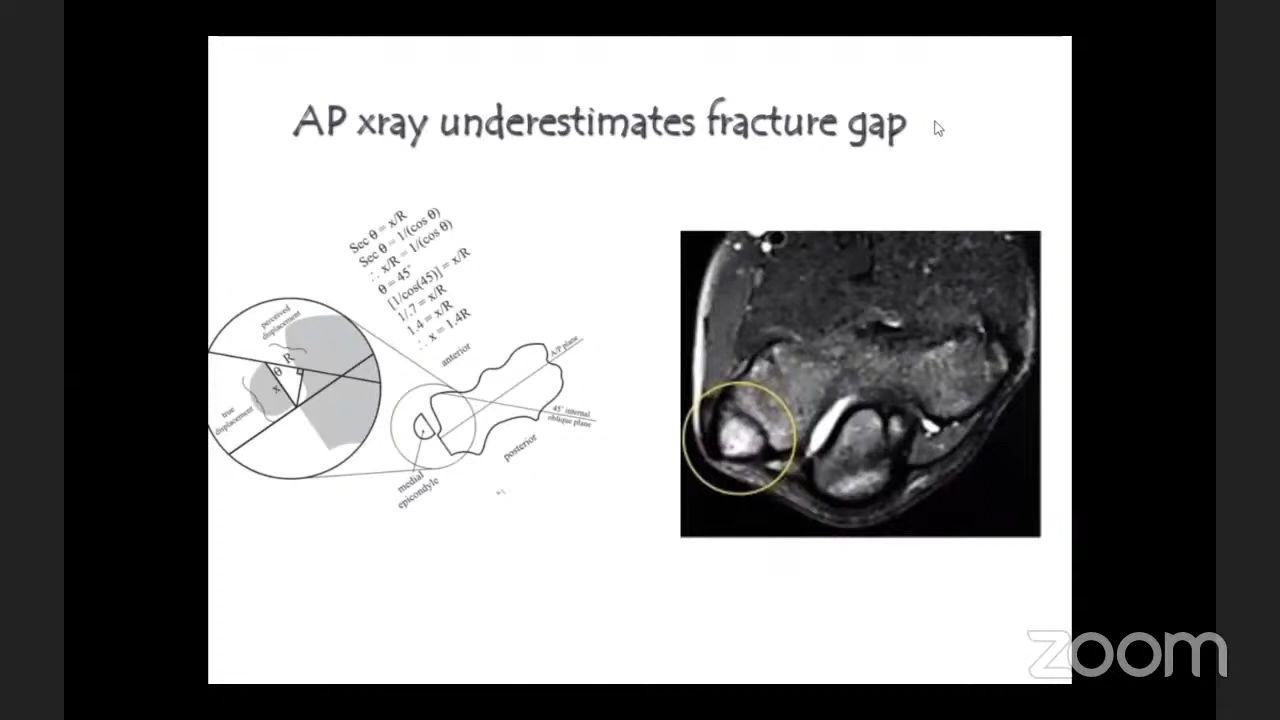 AP xray underestimates fracture gap
Sec θ = x/R
Sec θ = 1/(cos θ)
∴ x/R = 1/(cos θ)
θ = 45°
[1/cos(45)] = x/R
1/.7 = x/R
1.4 = x/R
∴ x = 1.4R
perceived
displacement
R
θ
x
true
displacement
anterior
A/P plane
45° internal
oblique plane
posterior
medial
epicondyle
zoom